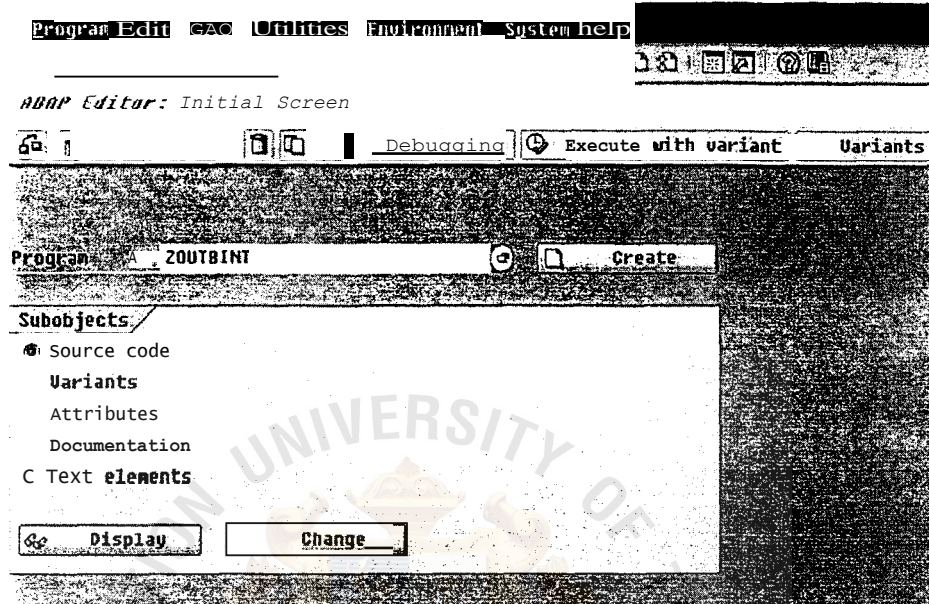 Program Edit GAO Utilities Environment System help
ABAP Editor: Initial Screen
Debugging Execute with variant Variants
Program A ZOUTBINT Create
Subobjects
Source code
Variants
Attributes
Documentation
C Text elements
Display Change
UNIVERSITY OF